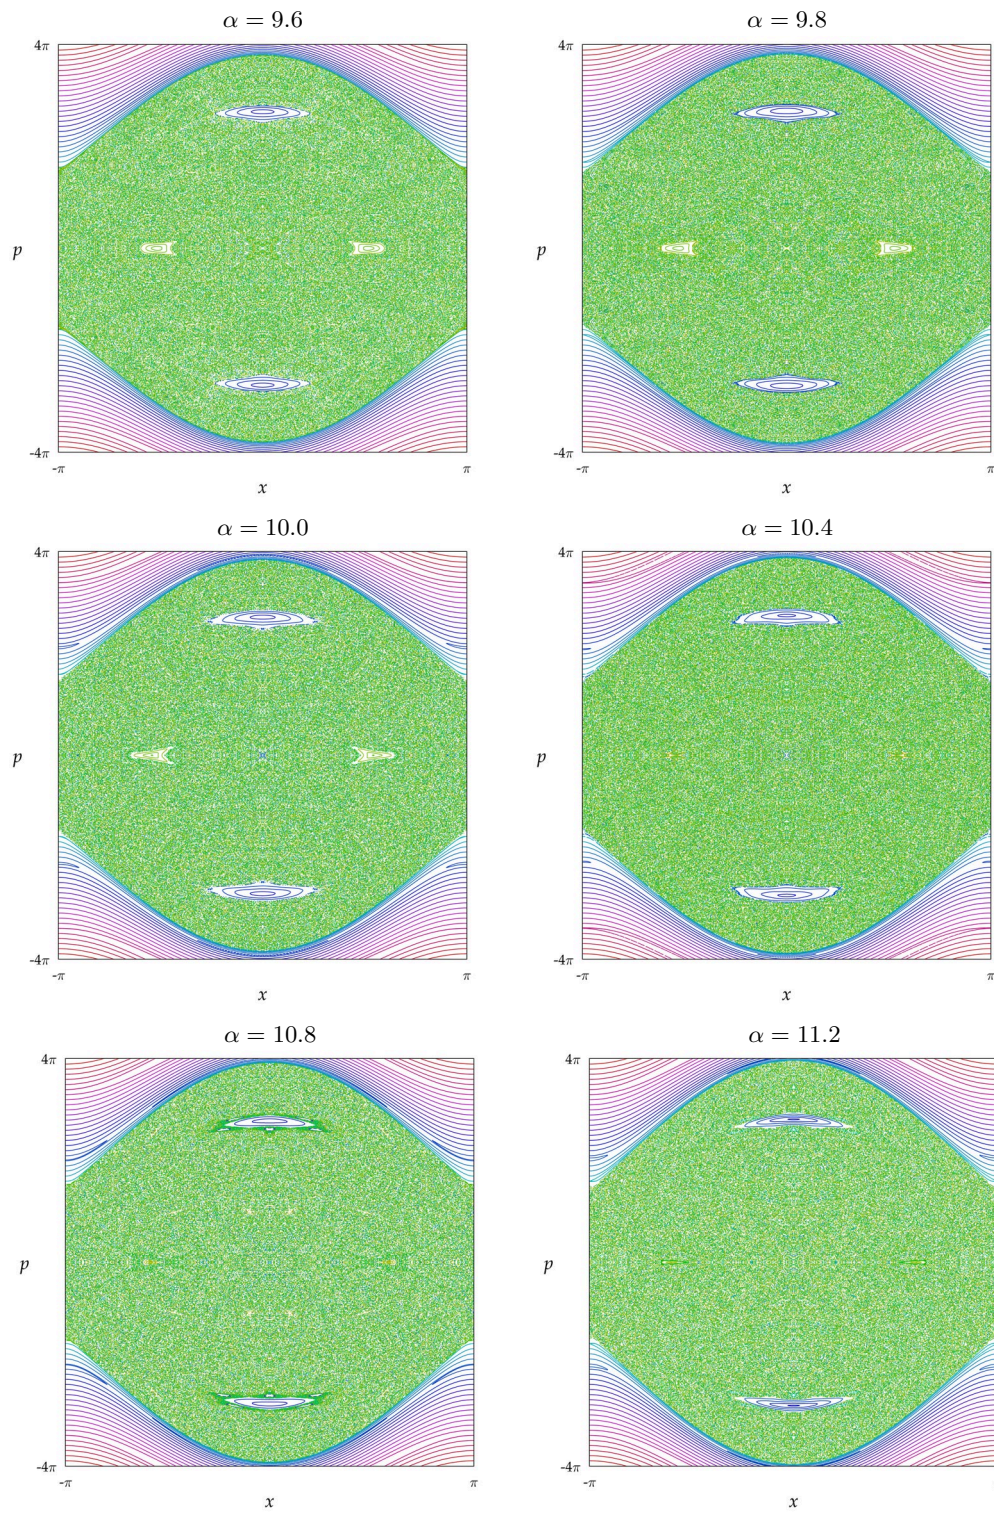 α = 9.6
α = 9.8
4π
4π
p
p
-4π
-4π
-π
π
-π
π
x
x
α = 10.0
α = 10.4
4π
4π
p
p
-4π
-4π
-π
π
-π
π
x
x
α = 10.8
α = 11.2
4π
4π
p
p
-4π
-4π
-π
π
-π
x
x